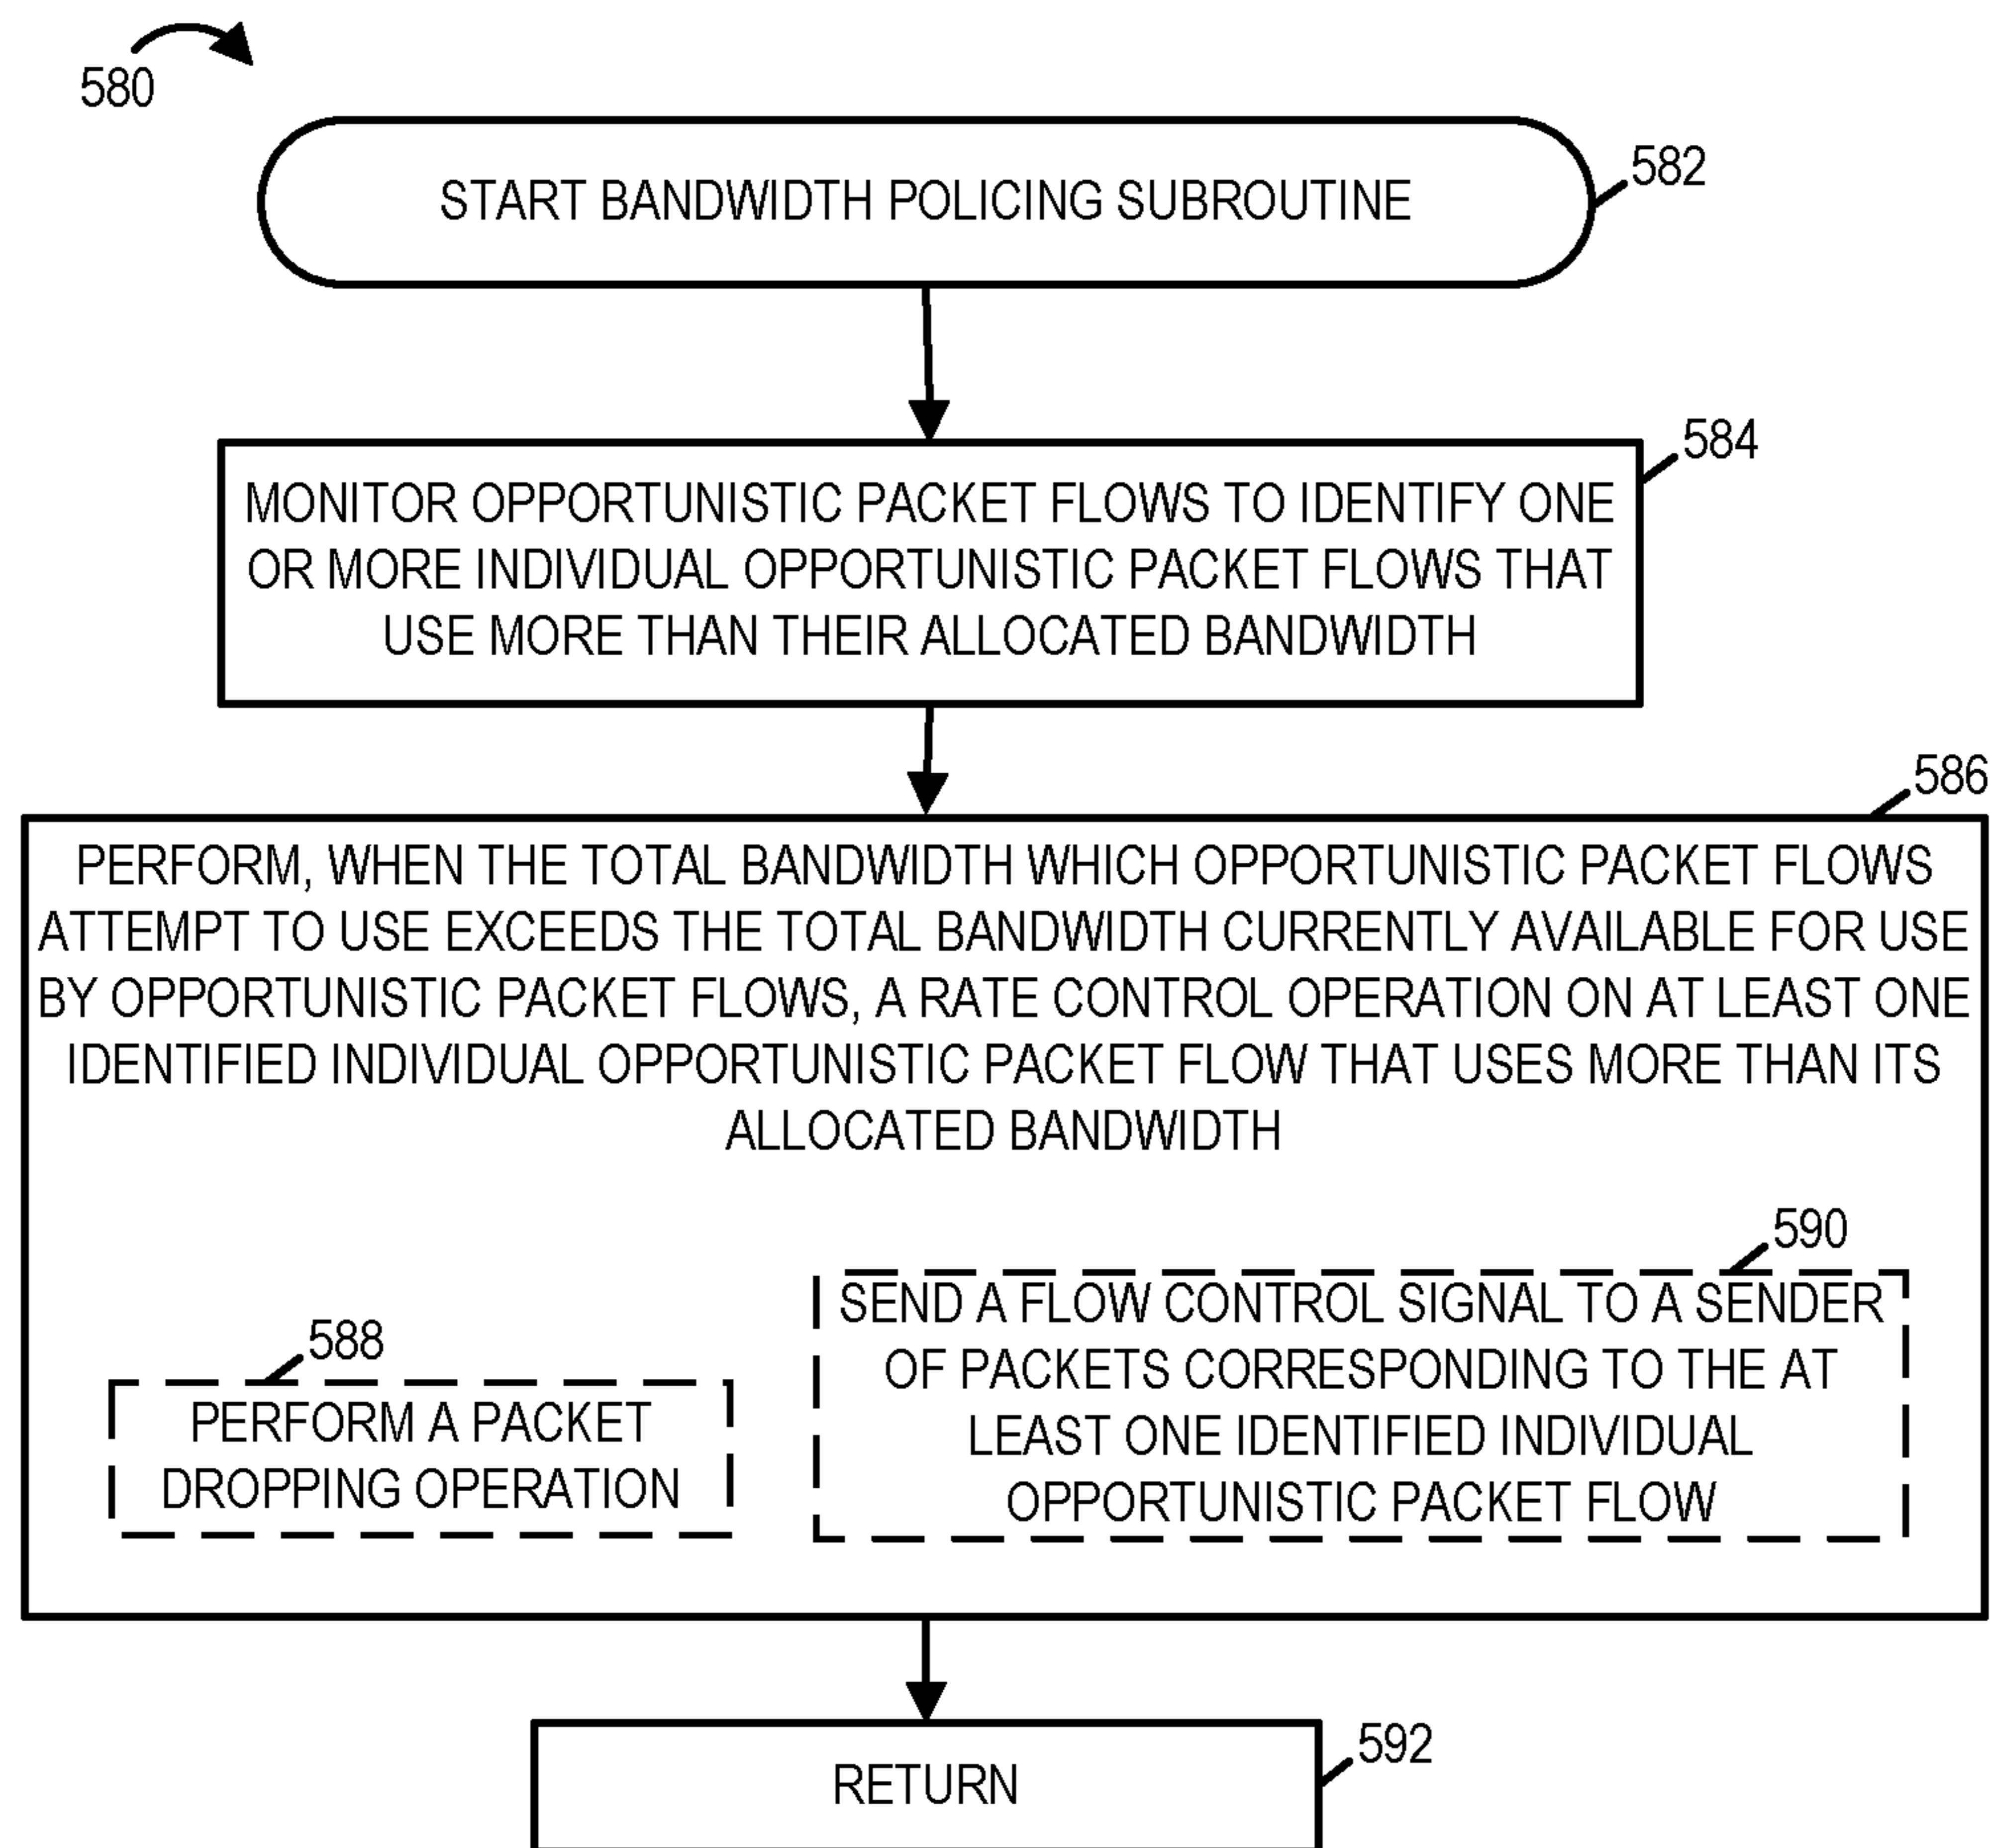 580
START BANDWIDTH POLICING SUBROUTINE
582
584
MONITOR OPPORTUNISTIC PACKET FLOWS TO IDENTIFY ONE
OR MORE INDIVIDUAL OPPORTUNISTIC PACKET FLOWS THAT
USE MORE THAN THEIR ALLOCATED BANDWIDTH
586
PERFORM, WHEN THE TOTAL BANDWIDTH WHICH OPPORTUNISTIC PACKET FLOWS
ATTEMPT TO USE EXCEEDS THE TOTAL BANDWIDTH CURRENTLY AVAILABLE FOR USE
BY OPPORTUNISTIC PACKET FLOWS, A RATE CONTROL OPERATION ON AT LEAST ONE
IDENTIFIED INDIVIDUAL OPPORTUNISTIC PACKET FLOW THAT USES MORE THAN ITS
ALLOCATED BANDWIDTH
588
PERFORM A PACKET
DROPPING OPERATION
590
SEND A FLOW CONTROL SIGNAL TO A SENDER
OF PACKETS CORRESPONDING TO THE AT
LEAST ONE IDENTIFIED INDIVIDUAL
OPPORTUNISTIC PACKET FLOW
592
RETURN